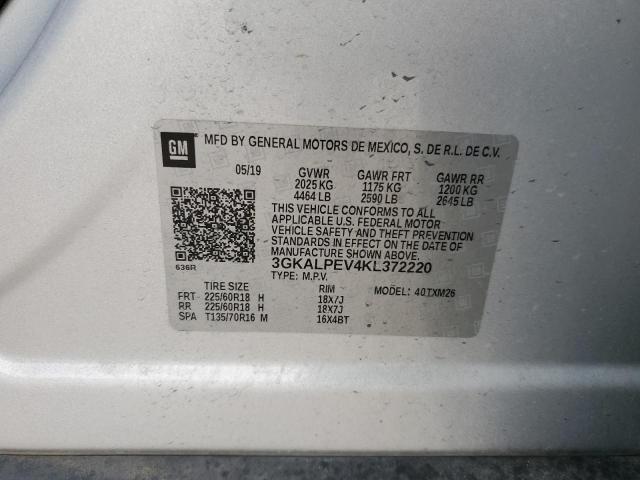 GM
MFD BY GENERAL MOTORS DE MEXICO, S. DE R.L. DE C.V.
05/19 GVWR GAWR FRT GAWR RR
2025 KG 1175 KG 1200 KG
4464 LB 2590 LB 2645 LB
THIS VEHICLE CONFORMS TO ALL
APPLICABLE U.S. FEDERAL MOTOR
VEHICLE SAFETY AND THEFT PREVENTION
STANDARDS IN EFFECT ON THE DATE OF
MANUFACTURE SHOWN ABOVE.
3GKALPEV4KL372220
636R
TYPE: M.P.V.
TIRE SIZE RIM MODEL: 4OTXM26
FRT 225/60R18 H 18X7J
RR 225/60R18 H 18X7J
SPA T135/70R16 M 16X4BT